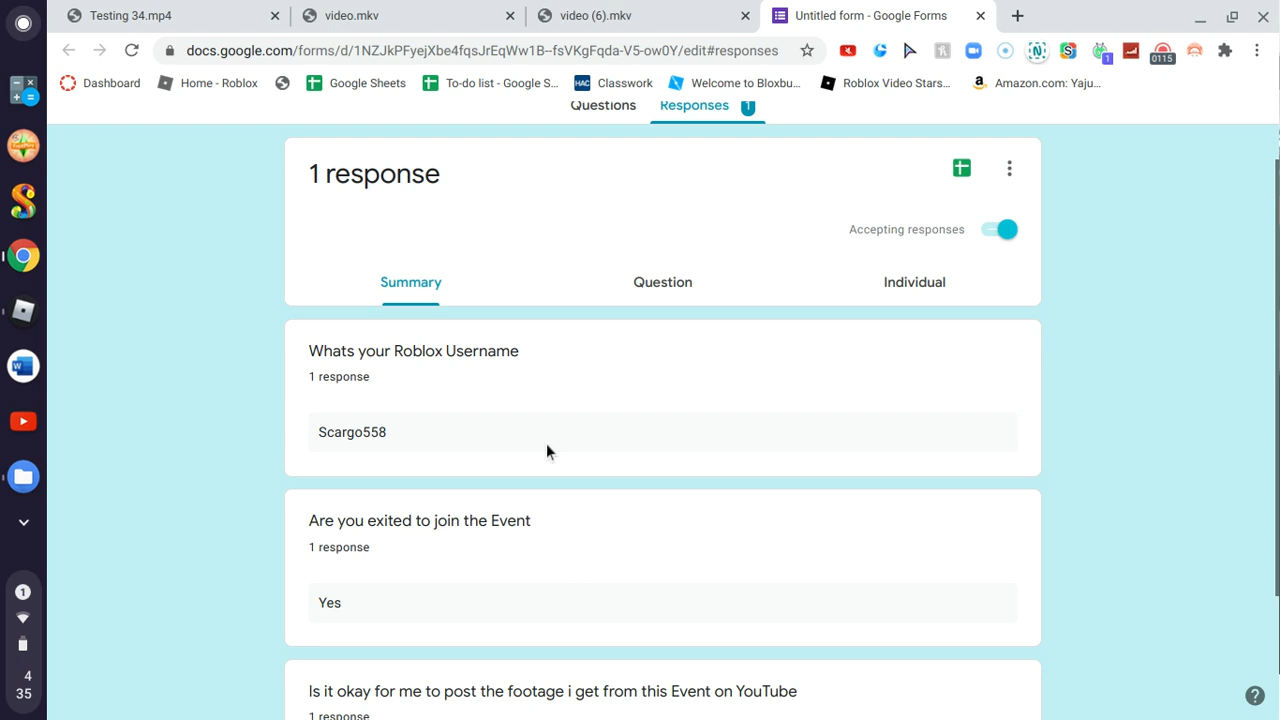 Testing 34.mp4
video.mkv
video (6).mkv
Untitled form - Google Forms
docs.google.com/forms/d/1NZJkPFyejXbe4fqsJrEqWw1B--fsVKgFqda-V5-ow0Y/edit#responses
1
0115
Dashboard
Home - Roblox
Google Sheets
To-do list - Google S...
HAC Classwork
Welcome to Bloxbu...
Roblox Video Stars...
Amazon.com: Yaju...
Questions
Responses 1
1 response
Accepting responses
Summary
Question
Individual
Whats your Roblox Username
1 response
Scargo558
Are you exited to join the Event
1 response
Yes
Is it okay for me to post the footage i get from this Event on YouTube
1 response
1
4
35